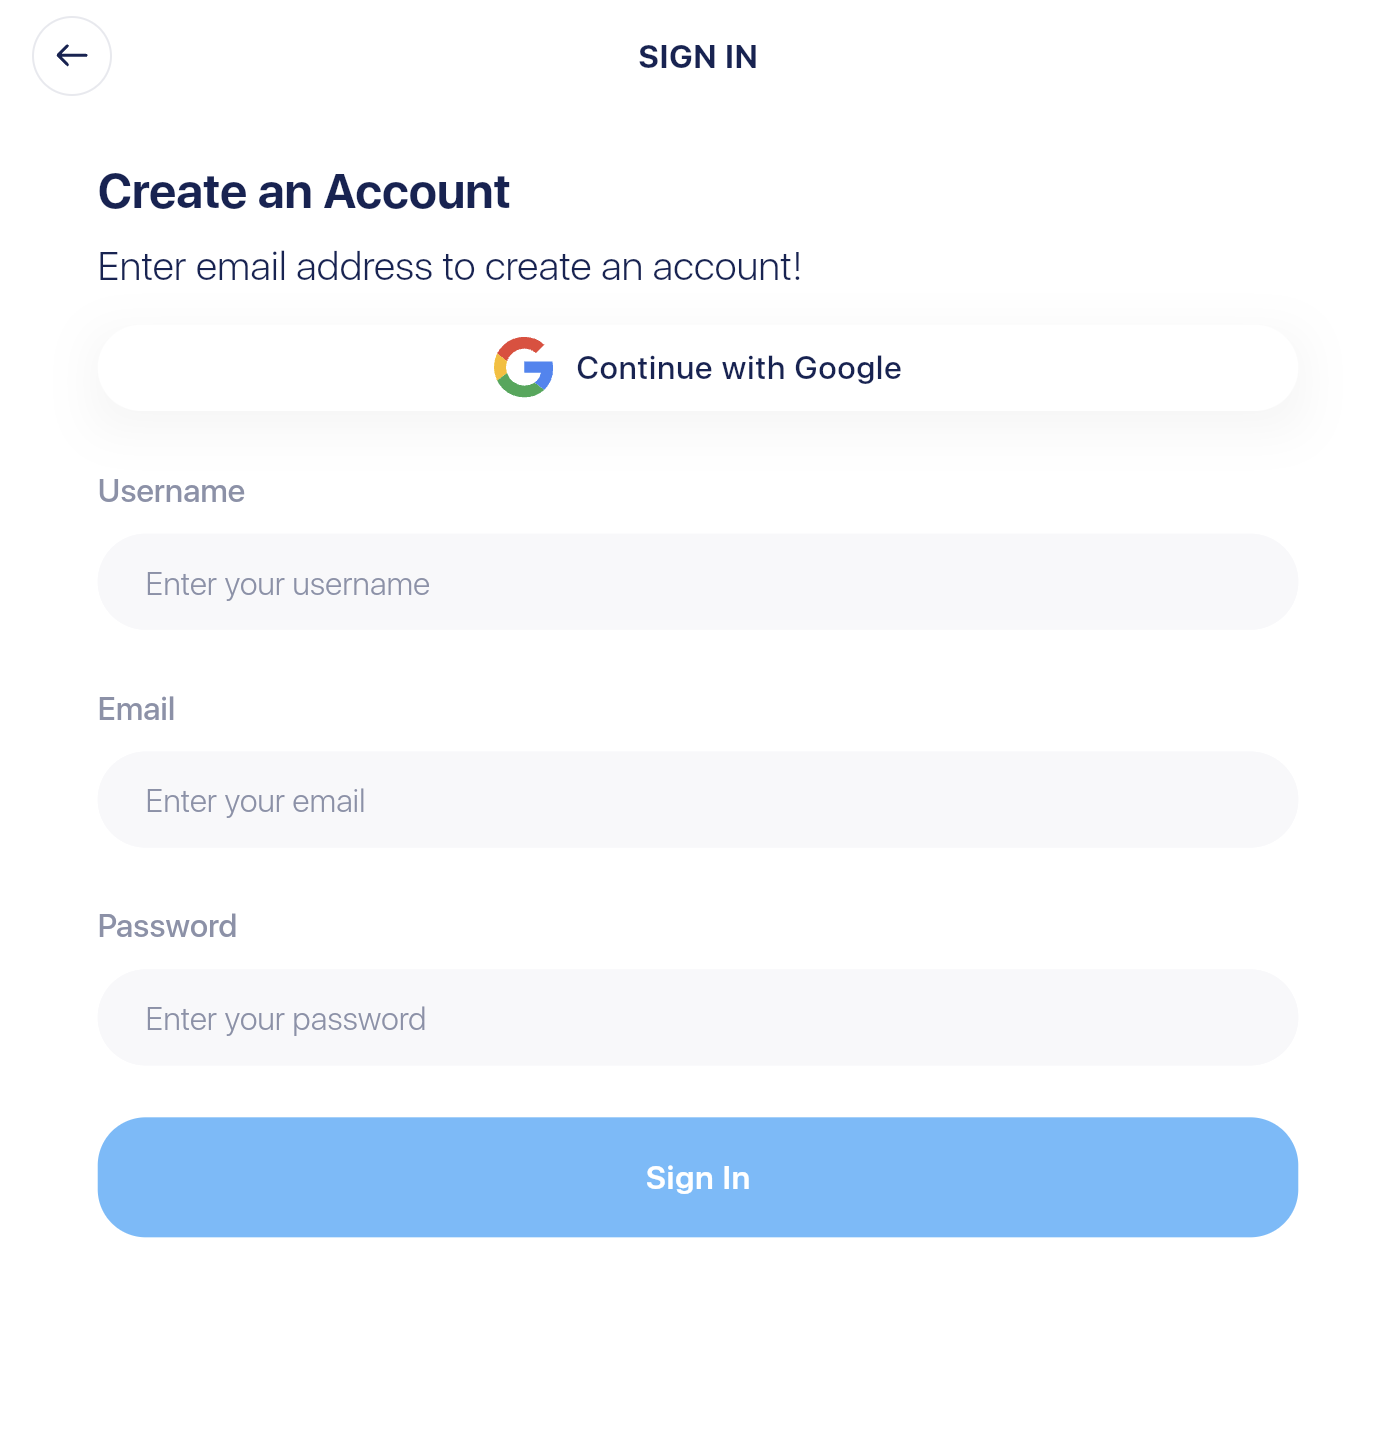 SIGN IN
Create an Account
Enter email address to create an account!
Continue with Google
Username
Enter your username
Email
Enter your email
Password
Enter your password
Sign In